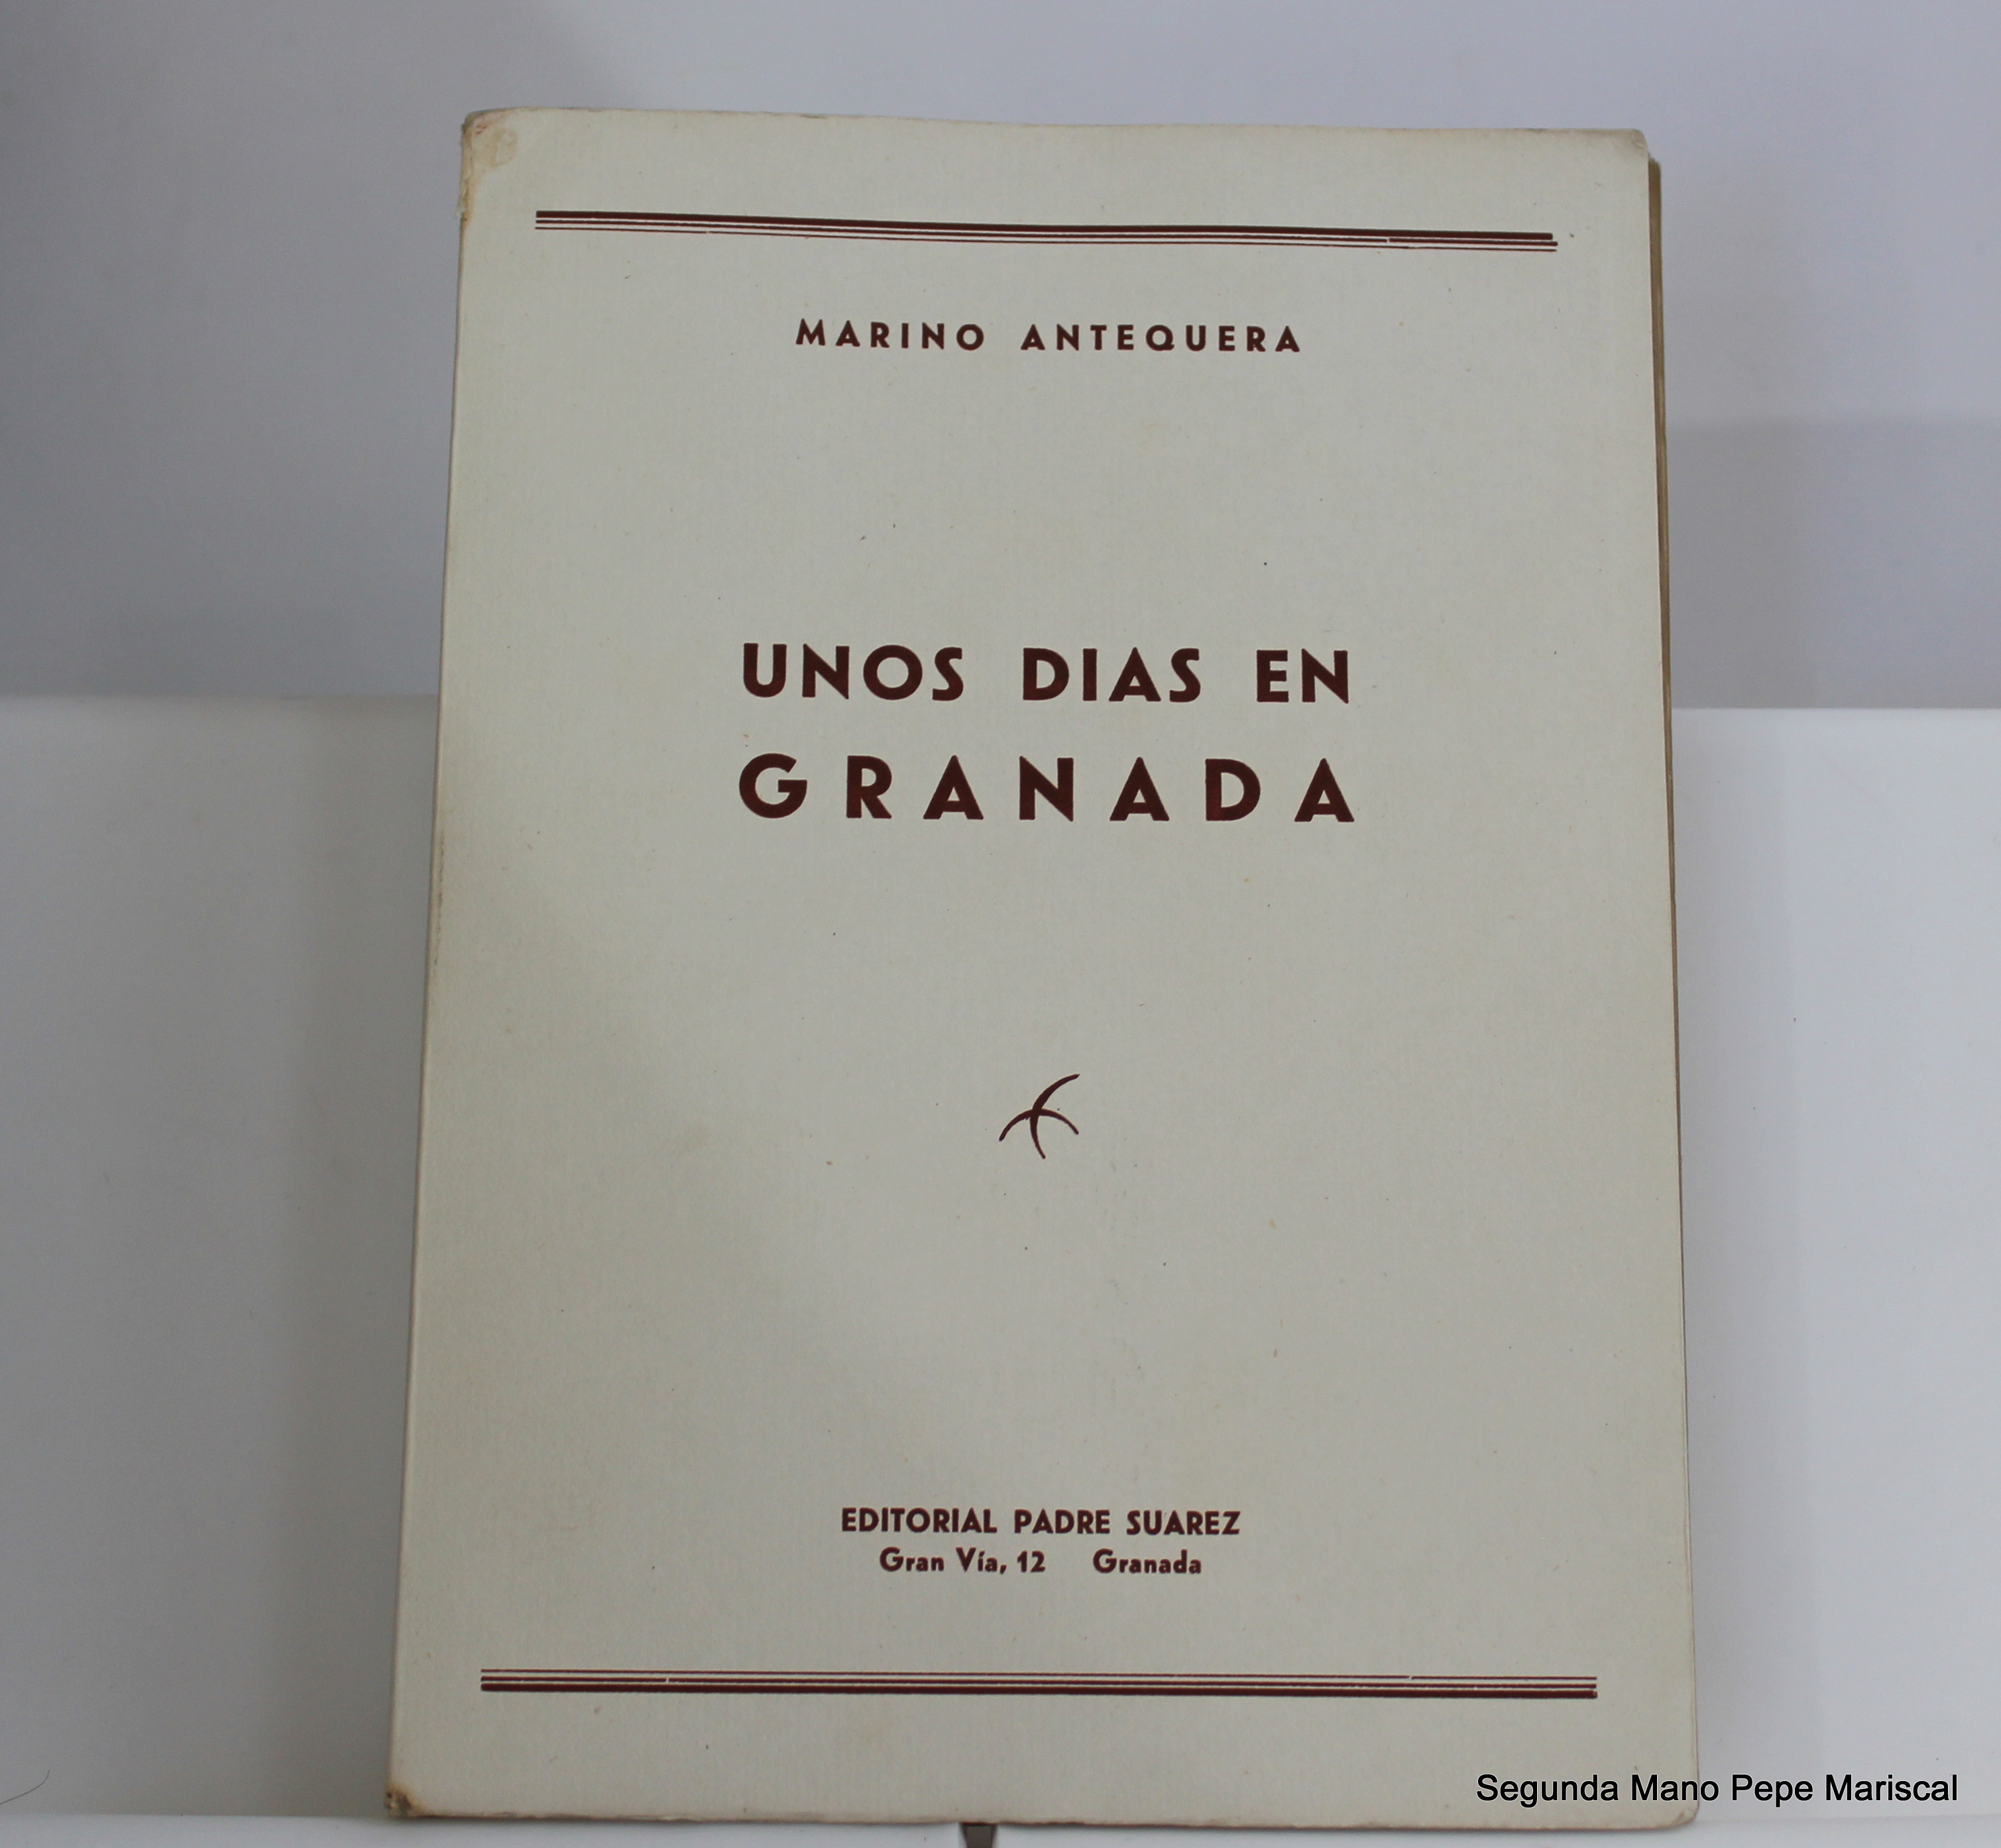 MARINO ANTEQUERA
UNOS DIAS EN
GRANADA
EDITORIAL PADRE SUAREZ
Gran Vía, 12 Granada
Segunda Mano Pepe Mariscal